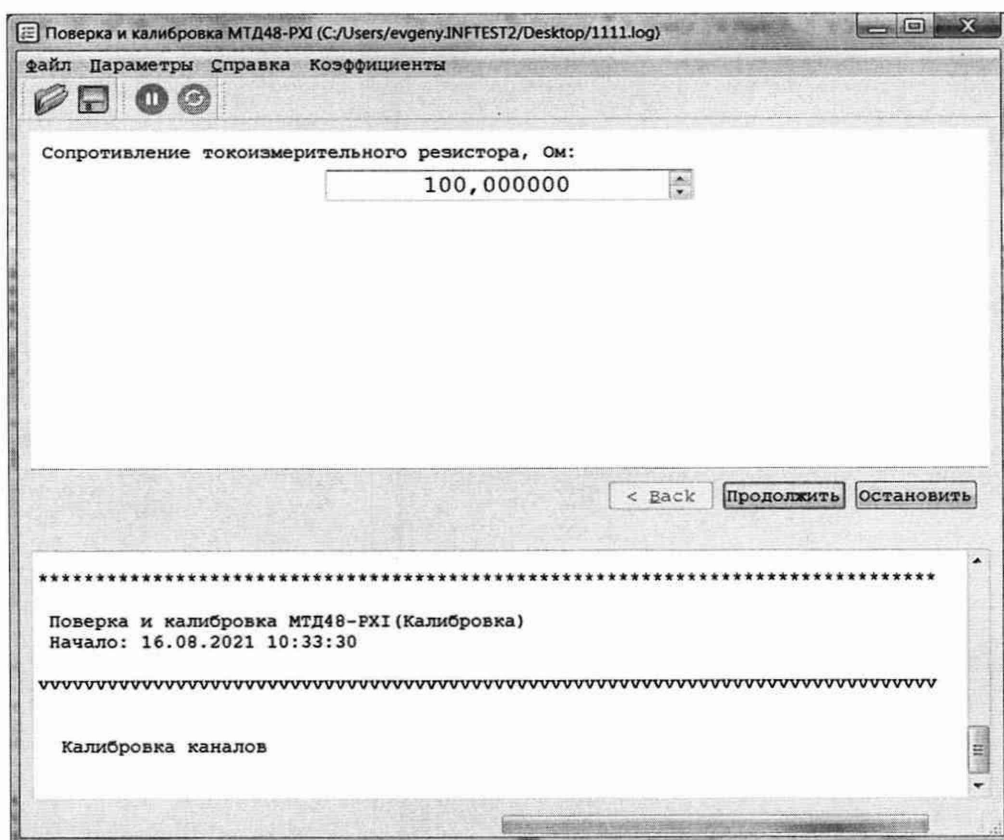 Поверка и калибровка МТД48-PXI (C:/Users/evgeny.INFTEST2/Desktop/1111.log)
Файл Параметры Справка Коэффициенты
Сопротивление токоизмерительного резистора, Ом:
100,000000
< Back Продолжить Остановить
*******************************************************************************
Поверка и калибровка МТД48-PXI(Калибровка)
Начало: 16.08.2021 10:33:30
vvvvvvvvvvvvvvvvvvvvvvvvvvvvvvvvvvvvvvvvvvvvvvvvvvvvvvvvvvvvvvvvvvvvvvvvvvvvvvv
Калибровка каналов